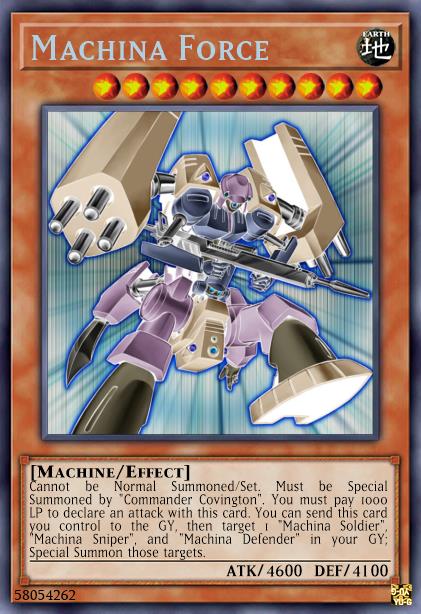 MACHINA FORCE
EARTH
地
[MACHINE/EFFECT]
Cannot be Normal Summoned/Set. Must be Special
Summoned by "Commander Covington". You must pay 1000
LP to declare an attack with this card. You can send this card
you control to the GY, then target 1 "Machina Soldier",
"Machina Sniper", and "Machina Defender" in your GY;
Special Summon those targets.
ATK/4600 DEF/4100
58054262